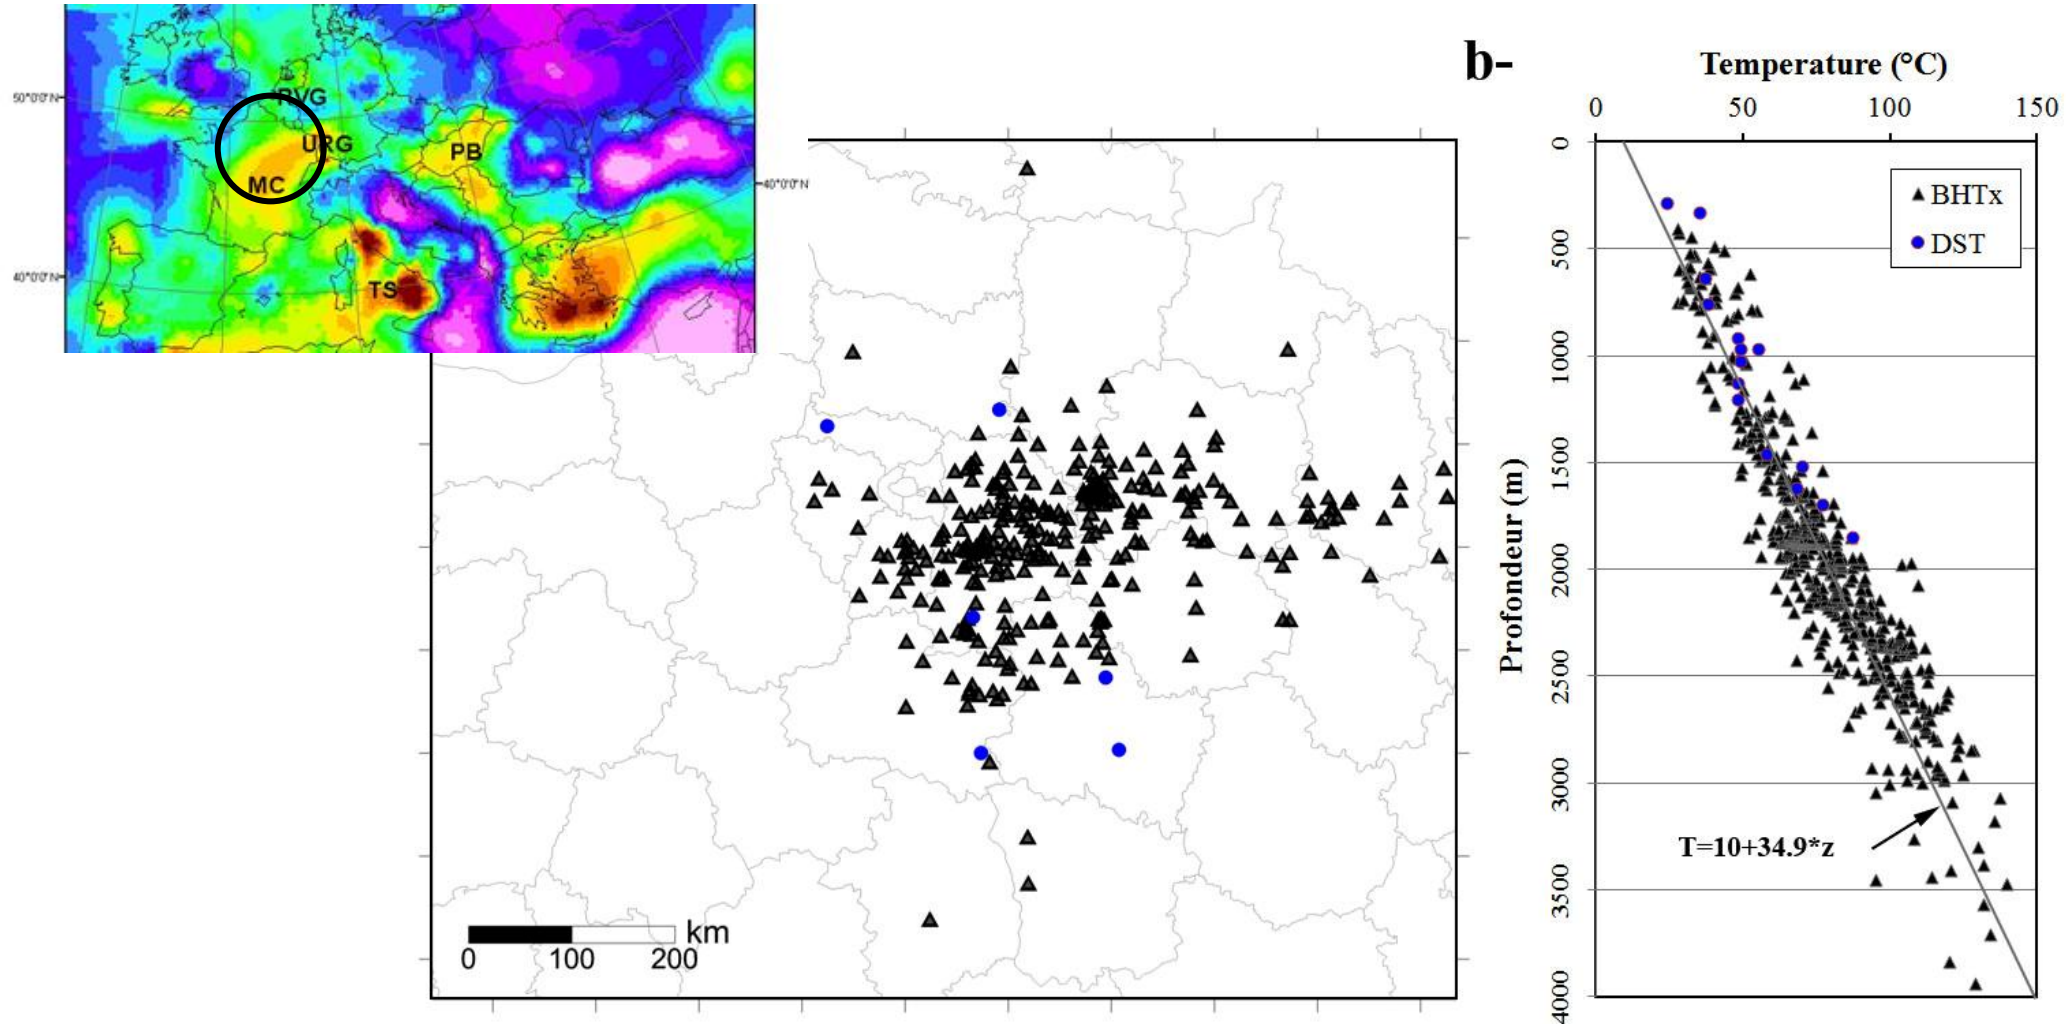 50°0'0"N
40°0'0"N
40°0'0"N
RVG
URG
MC
PB
TS
km
0 100 200
b-
Temperature (°C)
0 50 100 150
Profondeur (m)
0
500
1000
1500
2000
2500
3000
3500
4000
BHTx
DST
T=10+34.9*z